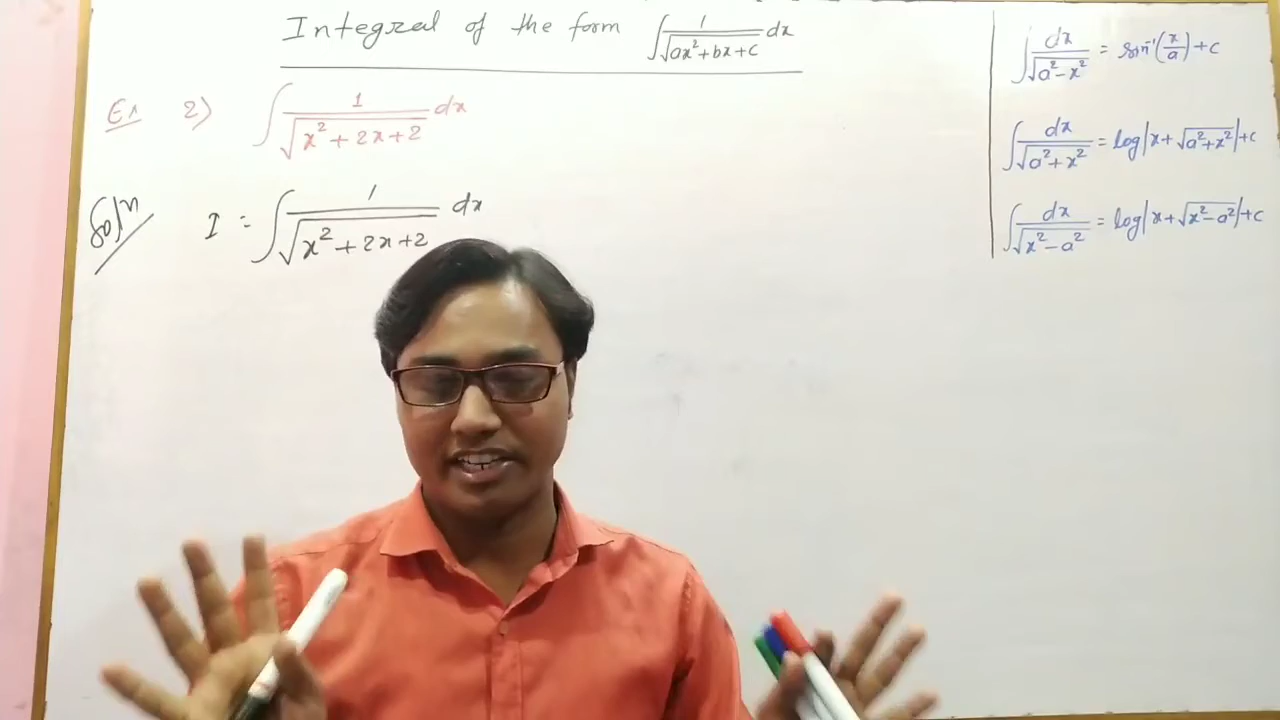 Integral of the form ∫ 1/√(ax²+bx+c) dx
Ex 2) ∫ 1/√(x²+2x+2) dx
Solⁿ I = ∫ 1/√(x²+2x+2) dx
∫ dx/√(a²-x²) = sin⁻¹(x/a)+c
∫ dx/√(a²+x²) = log|x+√(a²+x²)|+c
∫ dx/√(x²-a²) = log|x+√(x²-a²)|+c